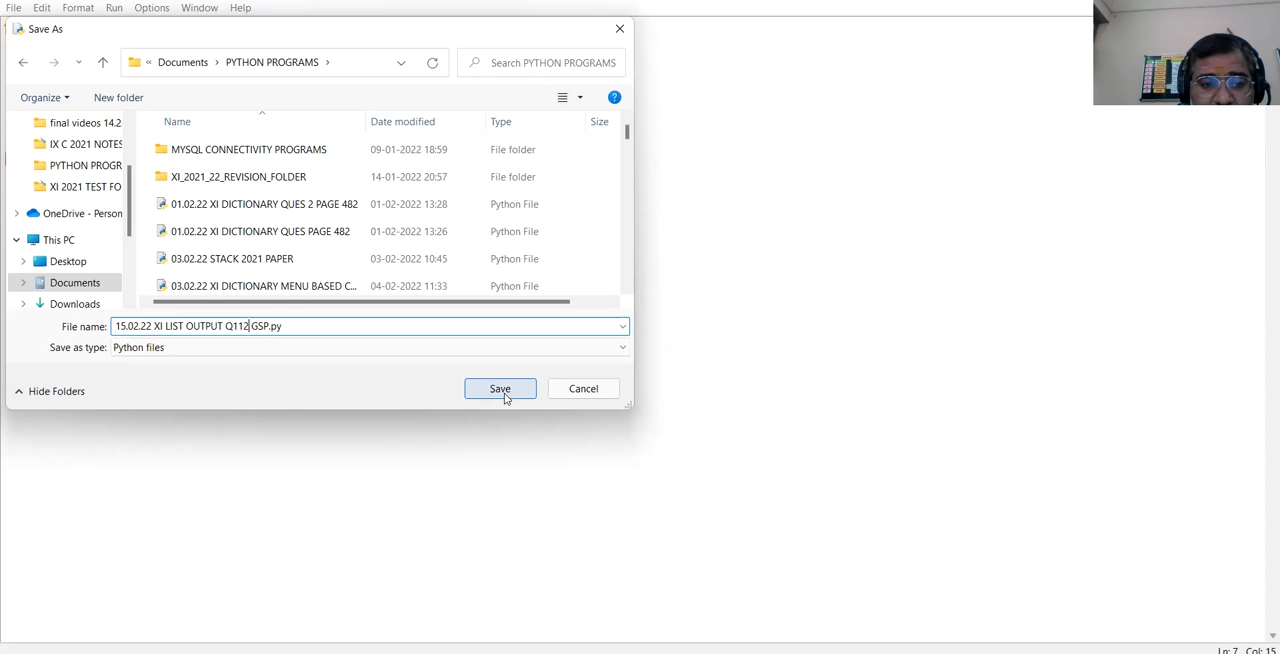 File Edit Format Run Options Window Help
Save As
« Documents > PYTHON PROGRAMS >
Search PYTHON PROGRAMS
Organize
New folder
Name
Date modified
Type
Size
final videos 14.2
IX C 2021 NOTES
PYTHON PROGR
XI 2021 TEST FO
OneDrive - Person
This PC
Desktop
Documents
Downloads
MYSQL CONNECTIVITY PROGRAMS 09-01-2022 18:59 File folder
XI_2021_22_REVISION_FOLDER 14-01-2022 20:57 File folder
01.02.22 XI DICTIONARY QUES 2 PAGE 482 01-02-2022 13:28 Python File
01.02.22 XI DICTIONARY QUES PAGE 482 01-02-2022 13:26 Python File
03.02.22 STACK 2021 PAPER 03-02-2022 10:45 Python File
03.02.22 XI DICTIONARY MENU BASED C... 04-02-2022 11:33 Python File
File name: 15.02.22 XI LIST OUTPUT Q112 GSP.py
Save as type: Python files
Hide Folders
Save
Cancel
Ln: 7 Col: 15